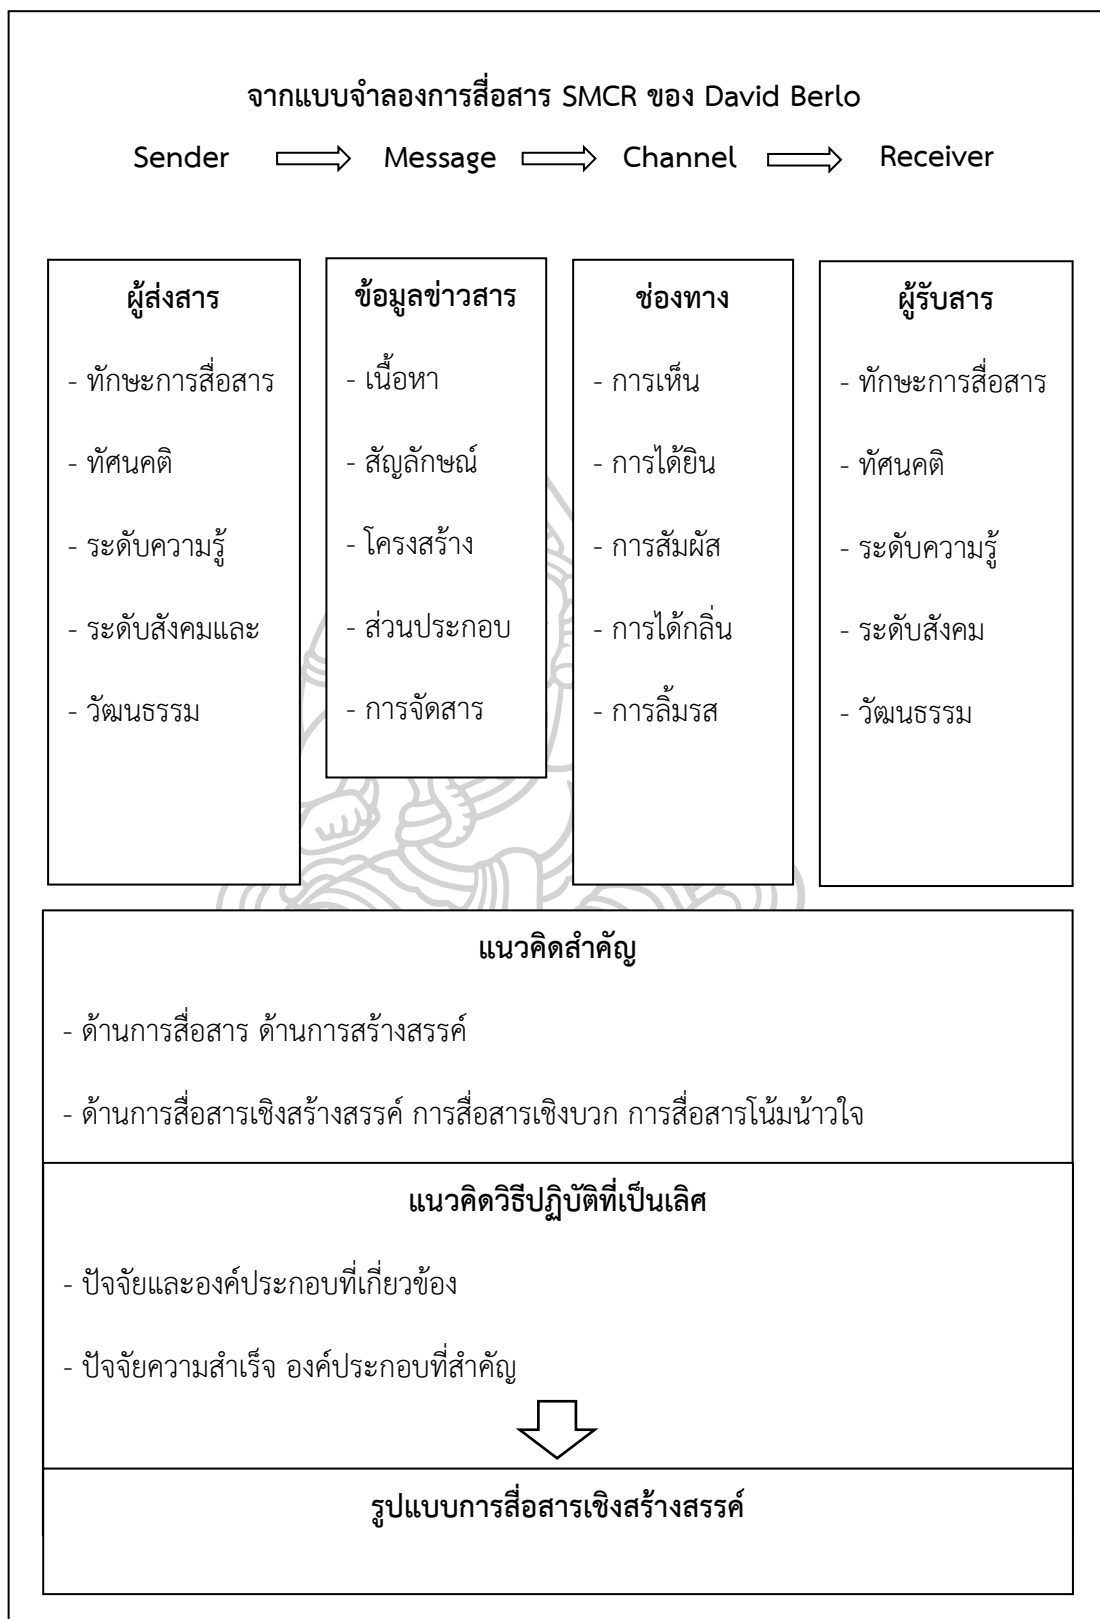 จากแบบจำลองการสื่อสาร SMCR ของ David Berlo
Sender Message Channel Receiver
ผู้ส่งสาร
- ทักษะการสื่อสาร
- ทัศนคติ
- ระดับความรู้
- ระดับสังคมและ
- วัฒนธรรม
ข้อมูลข่าวสาร
- เนื้อหา
- สัญลักษณ์
- โครงสร้าง
- ส่วนประกอบ
- การจัดสาร
ช่องทาง
- การเห็น
- การได้ยิน
- การสัมผัส
- การได้กลิ่น
- การลิ้มรส
ผู้รับสาร
- ทักษะการสื่อสาร
- ทัศนคติ
- ระดับความรู้
- ระดับสังคม
- วัฒนธรรม
แนวคิดสำคัญ
- ด้านการสื่อสาร ด้านการสร้างสรรค์
- ด้านการสื่อสารเชิงสร้างสรรค์ การสื่อสารเชิงบวก การสื่อสารโน้มน้าวใจ
แนวคิดวิธีปฏิบัติที่เป็นเลิศ
- ปัจจัยและองค์ประกอบที่เกี่ยวข้อง
- ปัจจัยความสำเร็จ องค์ประกอบที่สำคัญ
รูปแบบการสื่อสารเชิงสร้างสรรค์